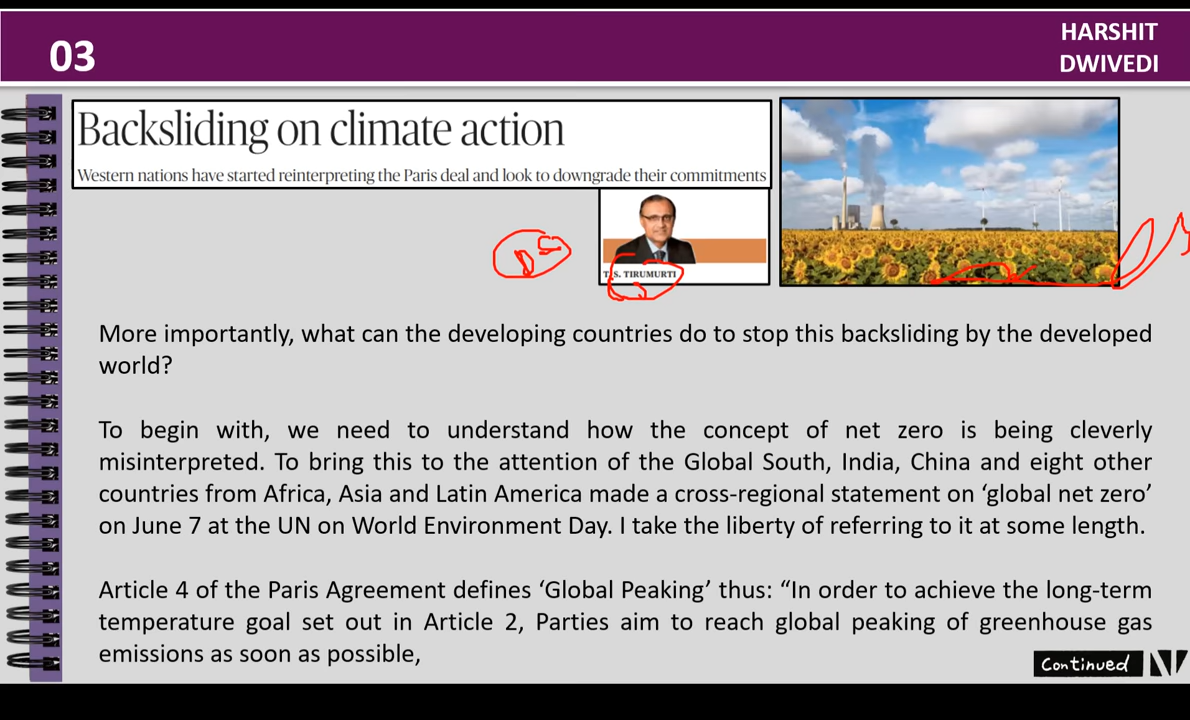 03
HARSHIT
DWIVEDI
Backsliding on climate action
Western nations have started reinterpreting the Paris deal and look to downgrade their commitments
T.S. TIRUMURTI
More importantly, what can the developing countries do to stop this backsliding by the developed
world?
To begin with, we need to understand how the concept of net zero is being cleverly
misinterpreted. To bring this to the attention of the Global South, India, China and eight other
countries from Africa, Asia and Latin America made a cross-regional statement on ‘global net zero’
on June 7 at the UN on World Environment Day. I take the liberty of referring to it at some length.
Article 4 of the Paris Agreement defines ‘Global Peaking’ thus: “In order to achieve the long-term
temperature goal set out in Article 2, Parties aim to reach global peaking of greenhouse gas
emissions as soon as possible,
Continued